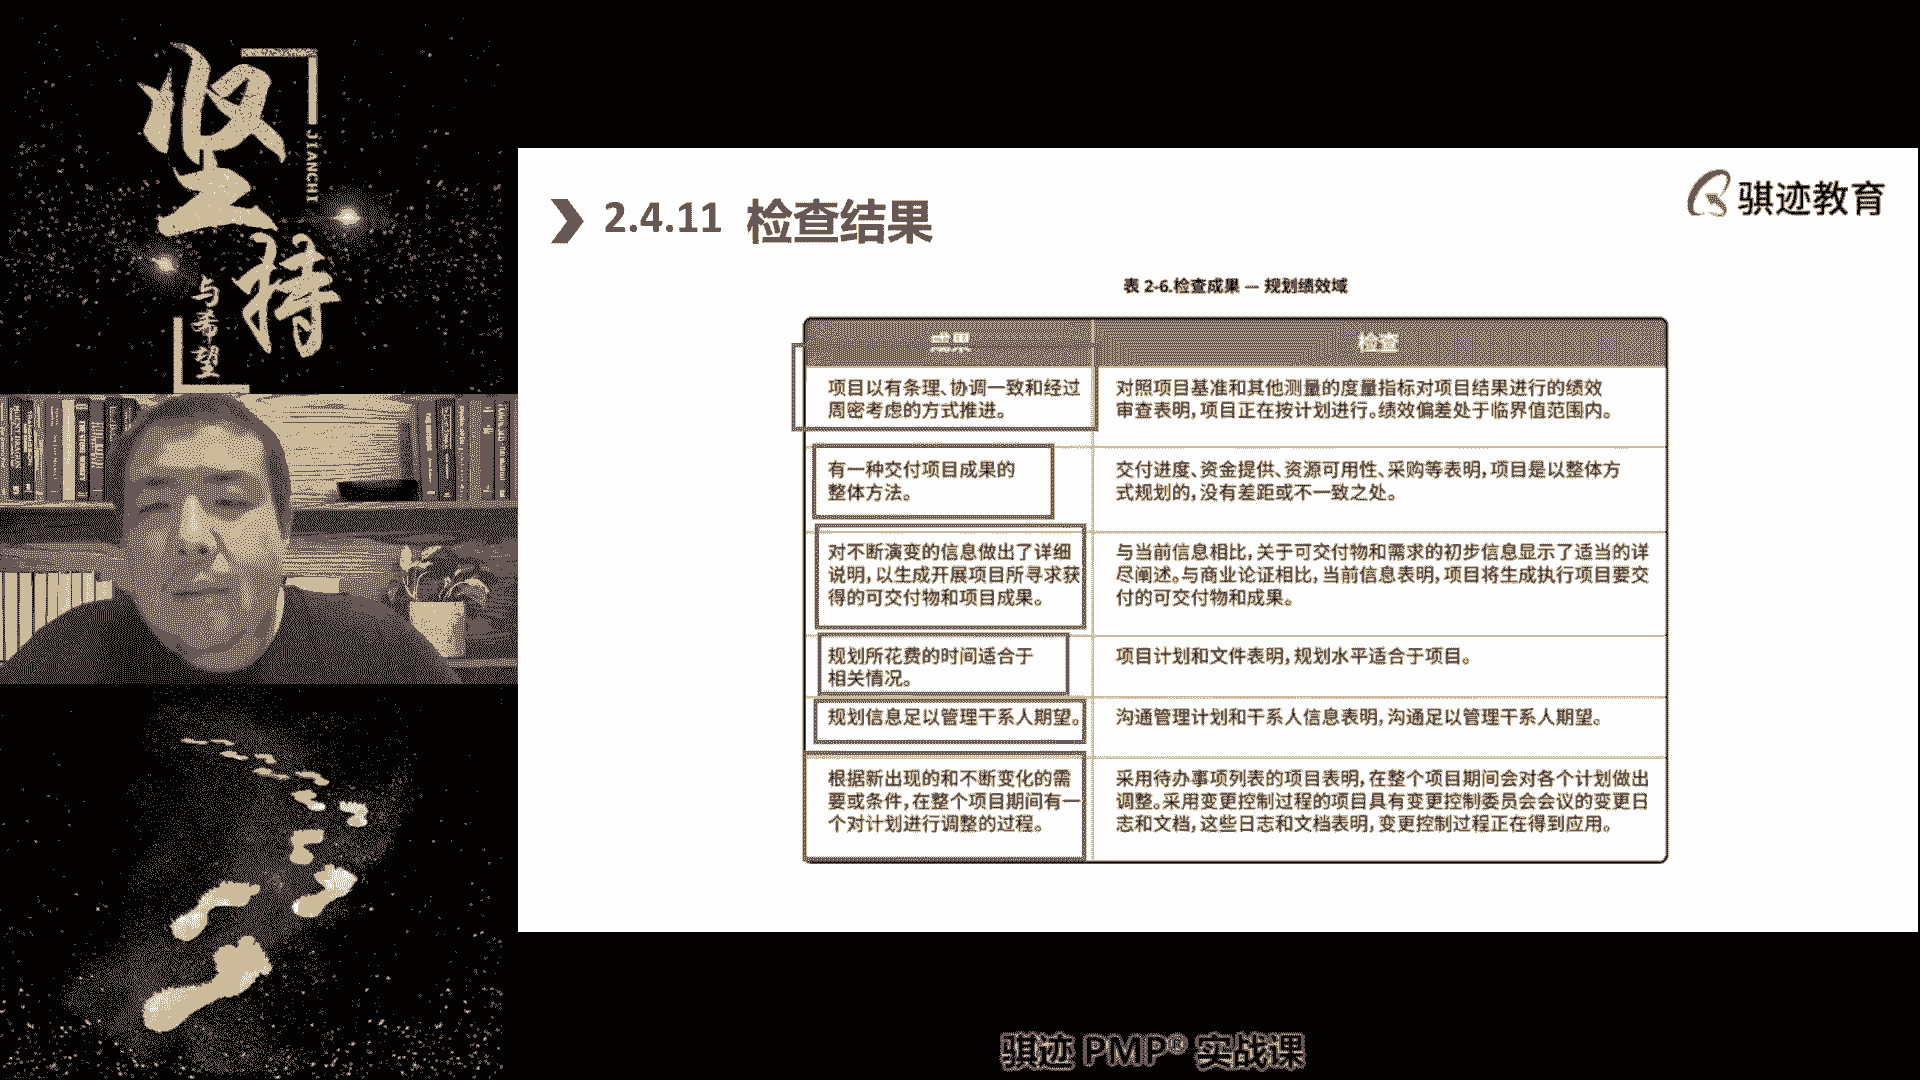 坚持
JIANCHI
与希望
2.4.11 检查结果
骐迹教育
表 2-6.检查成果 — 规划绩效域
成果
检查
项目以有条理、协调一致和经过
周密考虑的方式推进。
对照项目基准和其他测量的度量指标对项目结果进行的绩效
审查表明，项目正在按计划进行。绩效偏差处于临界值范围内。
有一种交付项目成果的
整体方法。
交付进度、资金提供、资源可用性、采购等表明，项目是以整体方
式规划的，没有差距或不一致之处。
对不断演变的信息做出了详细
说明，以生成开展项目所寻求获
得的可交付物和项目成果。
与当前信息相比，关于可交付物和需求的初步信息显示了适当的详
尽阐述。与商业论证相比，当前信息表明，项目将生成执行项目要交
付的可交付物和成果。
规划所花费的时间适合于
相关情况。
项目计划和文件表明，规划水平适合于项目。
规划信息足以管理干系人期望。
沟通管理计划和干系人信息表明，沟通足以管理干系人期望。
根据新出现的和不断变化的需
要或条件，在整个项目期间有一
个对计划进行调整的过程。
采用待办事项列表的项目表明，在整个项目期间会对各个计划做出
调整。采用变更控制过程的项目具有变更控制委员会会议的变更日
志和文档，这些日志和文档表明，变更控制过程正在得到应用。
骐迹 PMP® 实战课